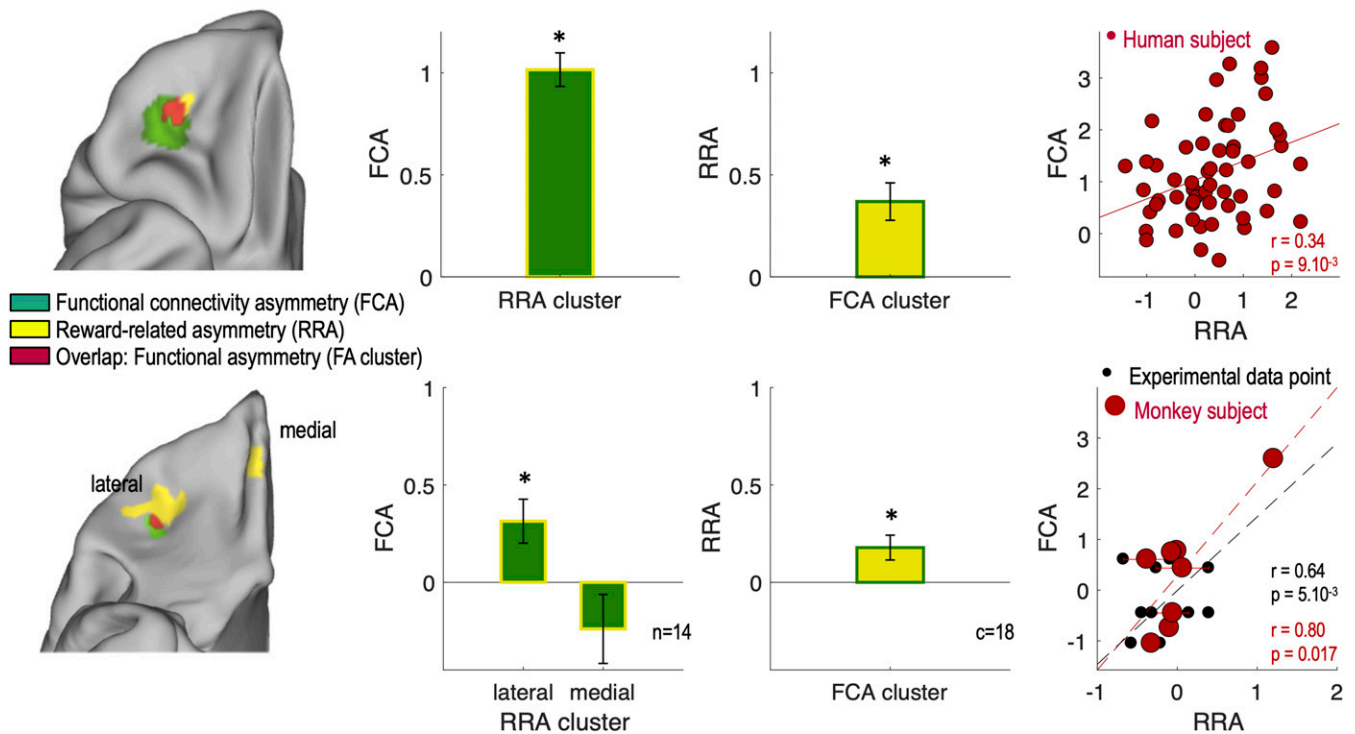 FCA
1
0.5
0
*
RRA cluster
RRA
1
0.5
0
*
FCA cluster
FCA
3
2
1
0
Human subject
r = 0.34
p = 9.10-3
-1 0 1 2
RRA
Functional connectivity asymmetry (FCA)
Reward-related asymmetry (RRA)
Overlap: Functional asymmetry (FA cluster)
medial
lateral
FCA
1
0.5
0
*
n=14
lateral medial
RRA cluster
RRA
1
0.5
0
*
c=18
FCA cluster
Experimental data point
Monkey subject
FCA
3
2
1
0
-1
r = 0.64
p = 5.10-3
r = 0.80
p = 0.017
-1 0 1 2
RRA